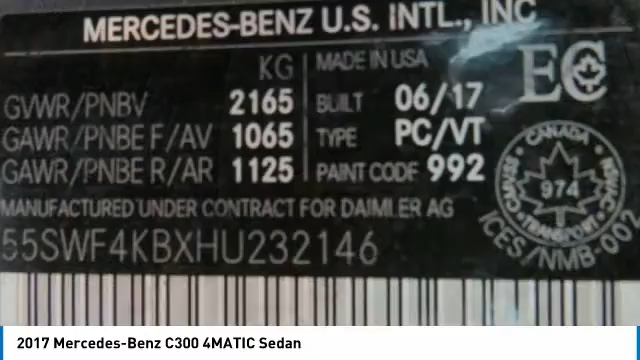 MERCEDES-BENZ U.S. INTL., INC
KG
MADE IN USA
EC
GVWR/PNBV 2165
BUILT 06/17
GAWR/PNBE F/AV 1065
TYPE PC/VT
GAWR/PNBE R/AR 1125
PAINT CODE 992
CANADA
974
TRANSPORT
MANUFACTURED UNDER CONTRACT FOR DAIMLER AG
ICES/NMB-002
55SWF4KBXHU232146
2017 Mercedes-Benz C300 4MATIC Sedan